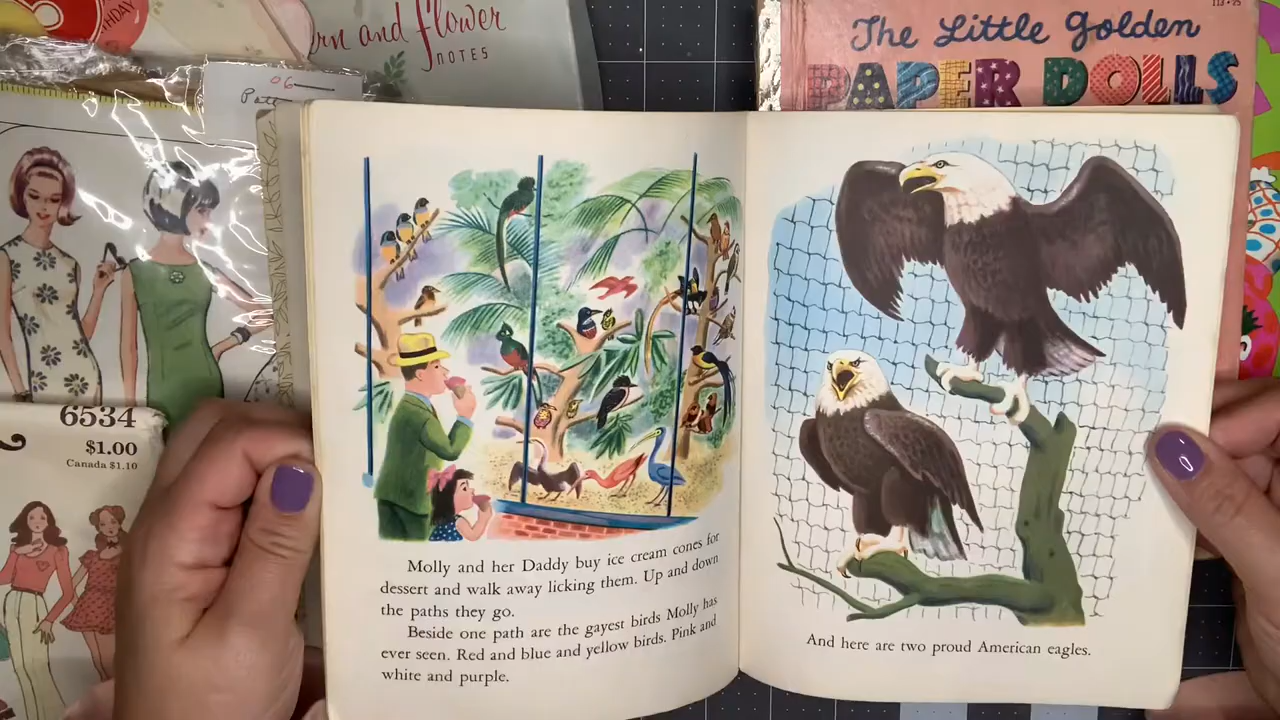 HDAY
rn and flower
NOTES
The Little Golden
PAPER DOLLS
06
6534
$1.00
Canada $1.10
Molly and her Daddy buy ice cream cones for
dessert and walk away licking them. Up and down
the paths they go.
Beside one path are the gayest birds Molly has
ever seen. Red and blue and yellow birds. Pink and
white and purple.
And here are two proud American eagles.